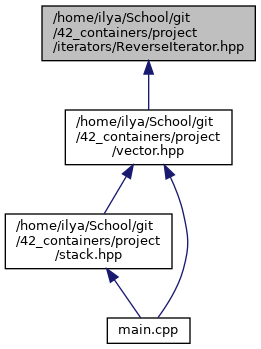 /home/ilya/School/git
/42_containers/project
/iterators/ReverseIterator.hpp
/home/ilya/School/git
/42_containers/project
/vector.hpp
/home/ilya/School/git
/42_containers/project
/stack.hpp
main.cpp